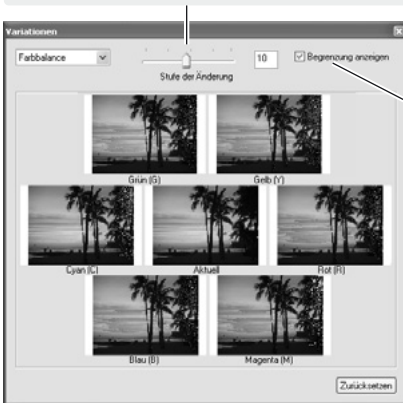 Variationen
Farbbalance
10
Begrenzung anzeigen
Stufe der Änderung
Grün (G)
Gelb (Y)
Cyan (C)
Aktuell
Rot (R)
Blau (B)
Magenta (M)
Zurücksetzen